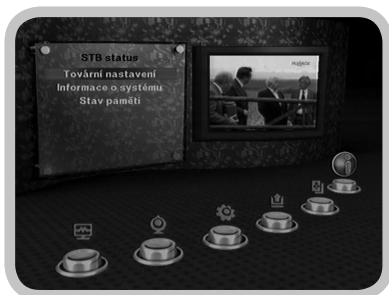 STB status
Tovární nastavení
Informace o systému
Stav paměti